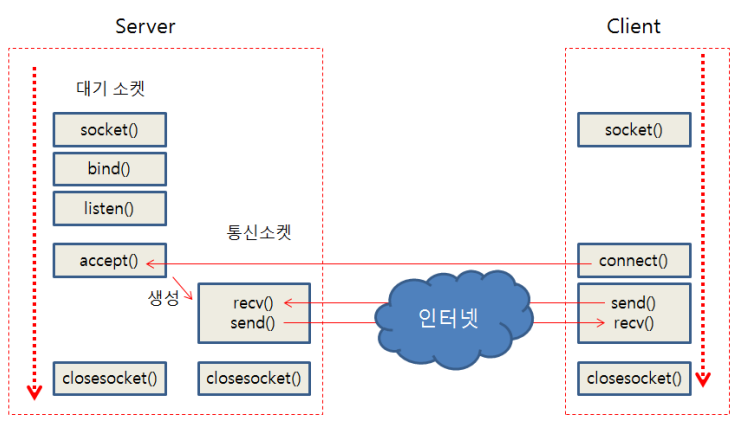 Server
Client
대기 소켓
socket()
socket()
bind()
listen()
통신소켓
accept()
connect()
생성
recv()
send()
인터넷
send()
recv()
closesocket()
closesocket()
closesocket()